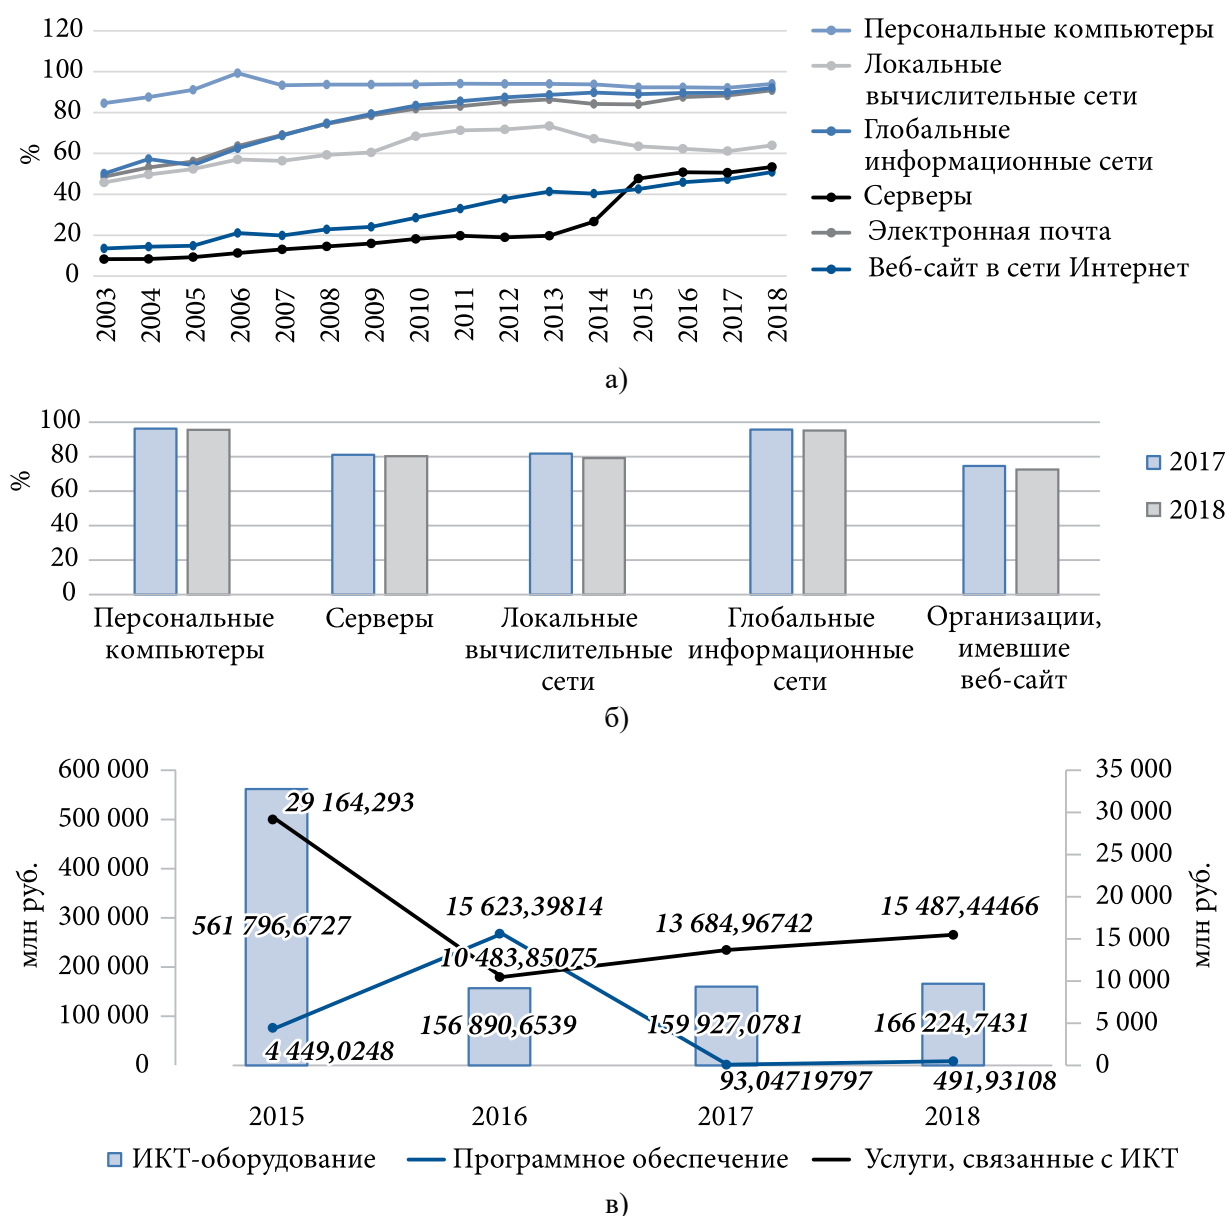 120
100
80
60
40
20
0
%
2003
2004
2005
2006
2007
2008
2009
2010
2011
2012
2013
2014
2015
2016
2017
2018
Персональные компьютеры
Локальные
вычислительные сети
Глобальные
информационные сети
Серверы
Электронная почта
Веб-сайт в сети Интернет
а)
100
80
60
40
20
0
%
Персональные
компьютеры
Серверы
Локальные
вычислительные
сети
Глобальные
информационные
сети
Организации,
имевшие
веб-сайт
2017
2018
б)
600 000
500 000
400 000
300 000
200 000
100 000
0
млн руб.
35 000
30 000
25 000
20 000
15 000
10 000
5 000
0
млн руб.
29 164,293
561 796,6727
4 449,0248
15 623,39814
10 483,85075
156 890,6539
13 684,96742
159 927,0781
93,04719797
15 487,44466
166 224,7431
491,93108
2015
2016
2017
2018
ИКТ-оборудование
Программное обеспечение
Услуги, связанные с ИКТ
в)